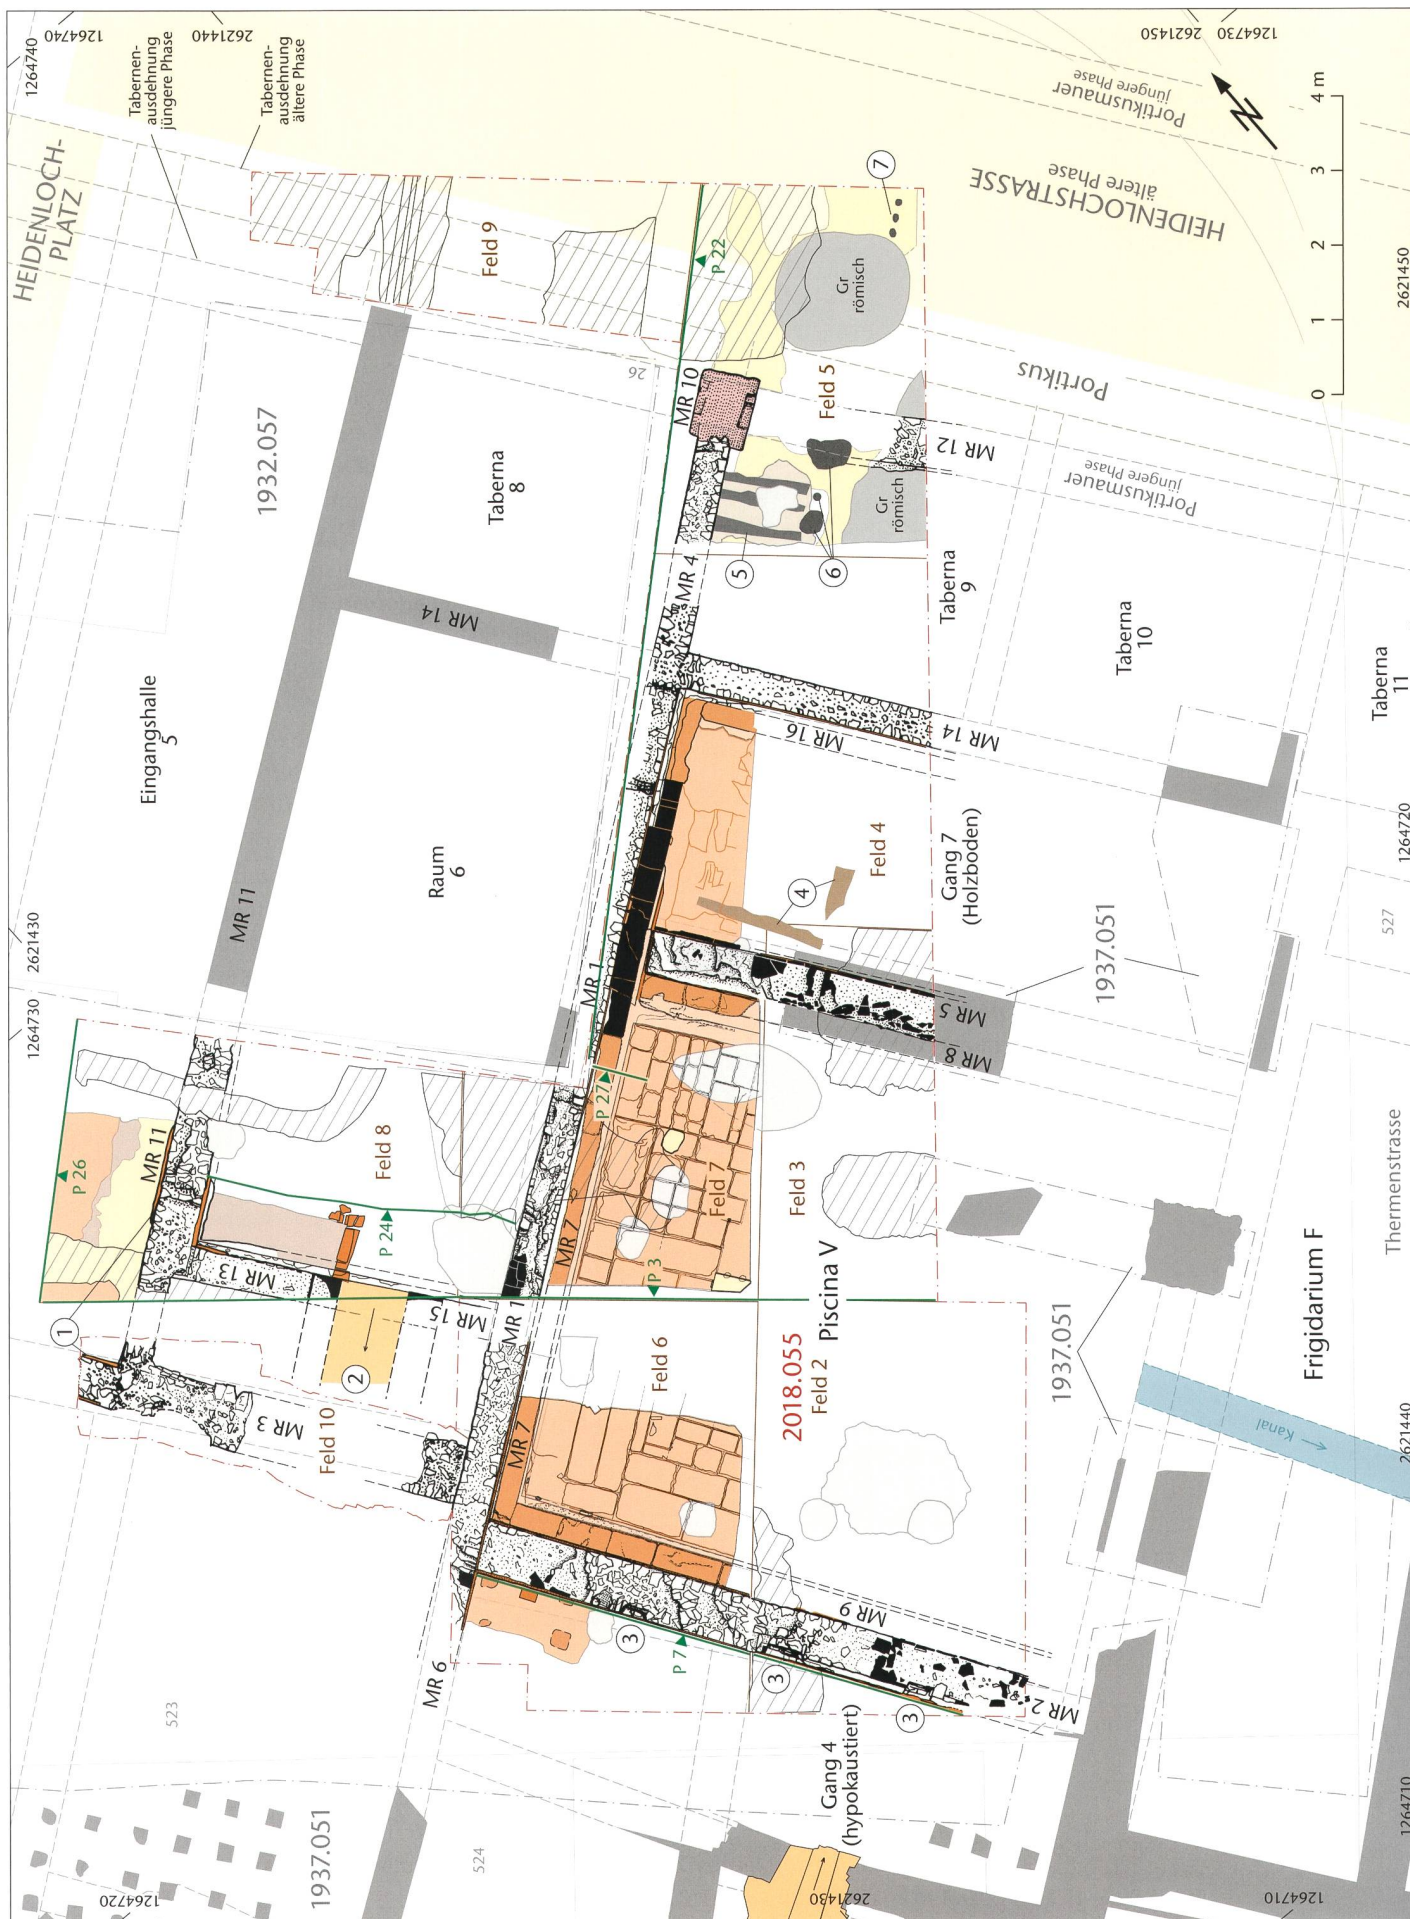 1264740
1264740
2621440
Tabernen-
ausdehnung
jüngere Phase
Tabernen-
ausdehnung
ältere Phase
2621450
1264730
Portikusmauer
jüngere Phase
HEIDENLOCH-
PLATZ
HEIDENLOCHSTRASSE
ältere Phase
0 1 2 3 4 m
Feld 9
7
P 22
Gr
römisch
2621450
1932.057
26
MR 10
Feld 5
Portikus
Taberna
8
MR 12
Portikusmauer
jüngere Phase
Gr
römisch
5
6
MR 4
Taberna
9
MR 14
Taberna
10
Taberna
11
Eingangshalle
5
MR 16
MR 14
Raum
6
Feld 4
4
Gang 7
(Holzboden)
1264720
MR 11
527
2621430
1264730
MR 1
1937.051
MR 5
MR 8
P 27
P 26
MR 11
Feld 8
P 24
Feld 7
Feld 3
MR 7
Thermenstrasse
MR 13
P 3
1
MR 15
MR 1
Piscina V
2018.055
Feld 2
Frigidarium F
1937.051
2
Feld 6
MR 3
Feld 10
MR 7
Kanal
2621440
MR 9
3
P 7
3
MR 6
3
MR 2
523
Gang 4
(hypokaustiert)
1937.051
524
1264710
1264720
2621430
1264710